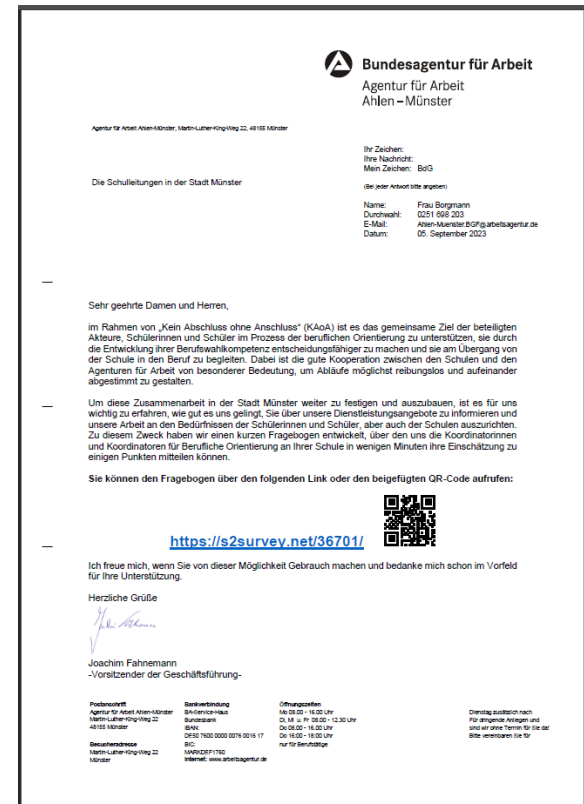 Bundesagentur für Arbeit
Agentur für Arbeit
Ahlen – Münster
Agentur für Arbeit Ahlen-Münster, Martin-Luther-King-Weg 22, 48155 Münster
Ihr Zeichen:
Ihre Nachricht:
Mein Zeichen: BdG
(Bei jeder Antwort bitte angeben)
Die Schulleitungen in der Stadt Münster
Name: Frau Borgmann
Durchwahl: 0251 698 203
E-Mail: Ahlen-Muenster.BGF@arbeitsagentur.de
Datum: 05. September 2023
Sehr geehrte Damen und Herren,
im Rahmen von „Kein Abschluss ohne Anschluss“ (KAoA) ist es das gemeinsame Ziel der beteiligten
Akteure, Schülerinnen und Schüler im Prozess der beruflichen Orientierung zu unterstützen, sie durch
die Entwicklung ihrer Berufswahlkompetenz entscheidungsfähiger zu machen und sie am Übergang von
der Schule in den Beruf zu begleiten. Dabei ist die gute Kooperation zwischen den Schulen und den
Agenturen für Arbeit von besonderer Bedeutung, um Abläufe möglichst reibungslos und aufeinander
abgestimmt zu gestalten.
Um diese Zusammenarbeit in der Stadt Münster weiter zu festigen und auszubauen, ist es für uns
wichtig zu erfahren, wie gut es uns gelingt, Sie über unsere Dienstleistungsangebote zu informieren und
unsere Arbeit an den Bedürfnissen der Schülerinnen und Schüler, aber auch der Schulen auszurichten.
Zu diesem Zweck haben wir einen kurzen Fragebogen entwickelt, über den uns die Koordinatorinnen
und Koordinatoren für Berufliche Orientierung an Ihrer Schule in wenigen Minuten ihre Einschätzung zu
einigen Punkten mitteilen können.
Sie können den Fragebogen über den folgenden Link oder den beigefügten QR-Code aufrufen:
https://s2survey.net/36701/
Ich freue mich, wenn Sie von dieser Möglichkeit Gebrauch machen und bedanke mich schon im Vorfeld
für Ihre Unterstützung.
Herzliche Grüße
Joachim Fahnemann
-Vorsitzender der Geschäftsführung-
Postanschrift
Agentur für Arbeit Ahlen-Münster
Martin-Luther-King-Weg 22
48155 Münster
Besucheradresse
Martin-Luther-King-Weg 22
Münster
Bankverbindung
BA-Service-Haus
Bundesbank
IBAN:
DE50 7600 0000 0076 0016 17
BIC:
MARKDEF1760
Internet: www.arbeitsagentur.de
Öffnungszeiten
Mo 08.00 - 16.00 Uhr
Di, Mi u. Fr 08.00 - 12.30 Uhr
Do 08.00 - 16.00 Uhr
Do 16:00 - 18:00 Uhr
nur für Berufstätige
Dienstag zusätzlich nach
Für dringende Anliegen und
sind wir ohne Termin für Sie da!
Bitte vereinbaren Sie für